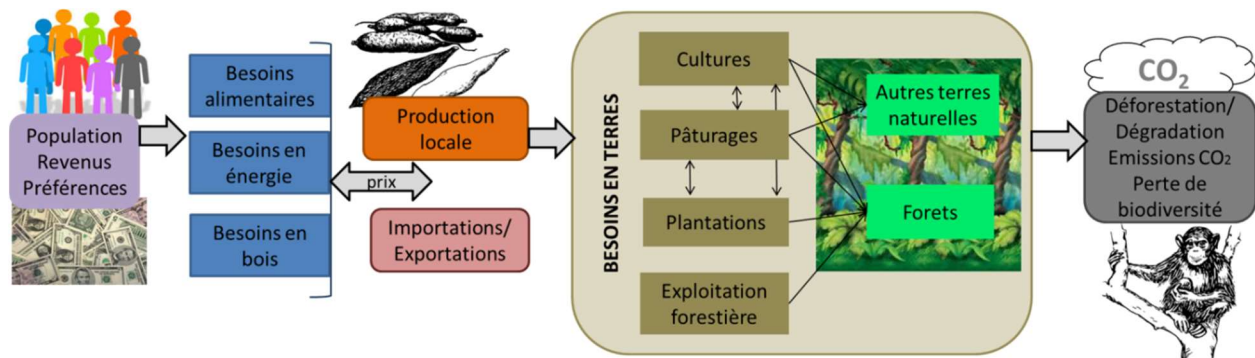 Population
Revenus
Préférences
Besoins
alimentaires
Besoins en
énergie
Besoins en
bois
prix
Production
locale
Importations/
Exportations
BESOINS EN TERRES
Cultures
Pâturages
Plantations
Exploitation
forestière
Autres terres
naturelles
Forets
CO₂
Déforestation/
Dégradation
Emissions CO₂
Perte de
biodiversité